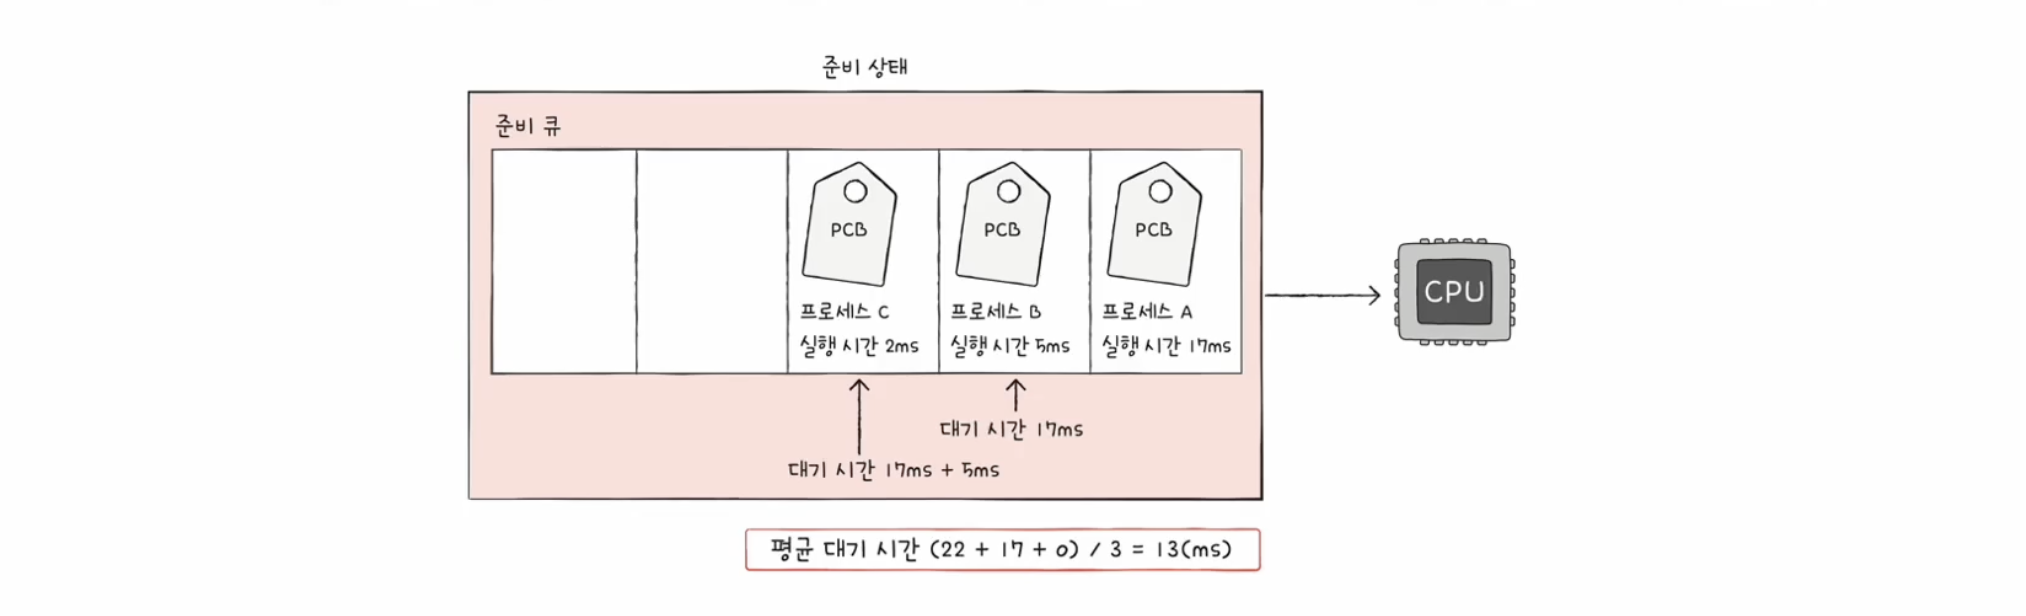 준비 상태
준비 큐
PCB
프로세스 C
실행 시간 2ms
PCB
프로세스 B
실행 시간 5ms
PCB
프로세스 A
실행 시간 17ms
CPU
대기 시간 17ms
대기 시간 17ms + 5ms
평균 대기 시간 (22 + 17 + 0) / 3 = 13(ms)